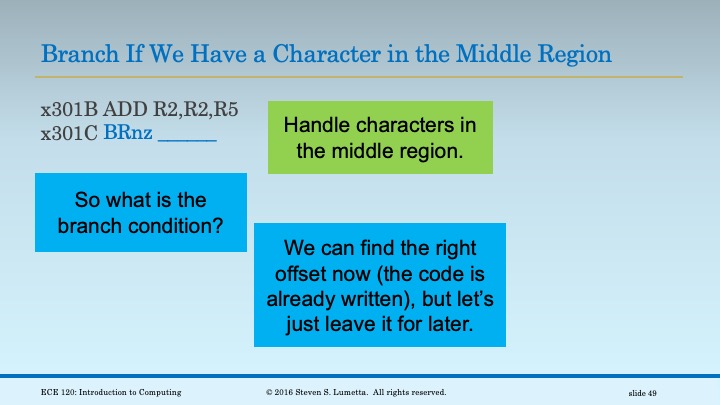 Branch If We Have a Character in the Middle Region
x301B ADD R2,R2,R5
x301C BRnz ______
Handle characters in
the middle region.
So what is the
branch condition?
We can find the right
offset now (the code is
already written), but let’s
just leave it for later.
ECE 120: Introduction to Computing
© 2016 Steven S. Lumetta. All rights reserved.
slide 49